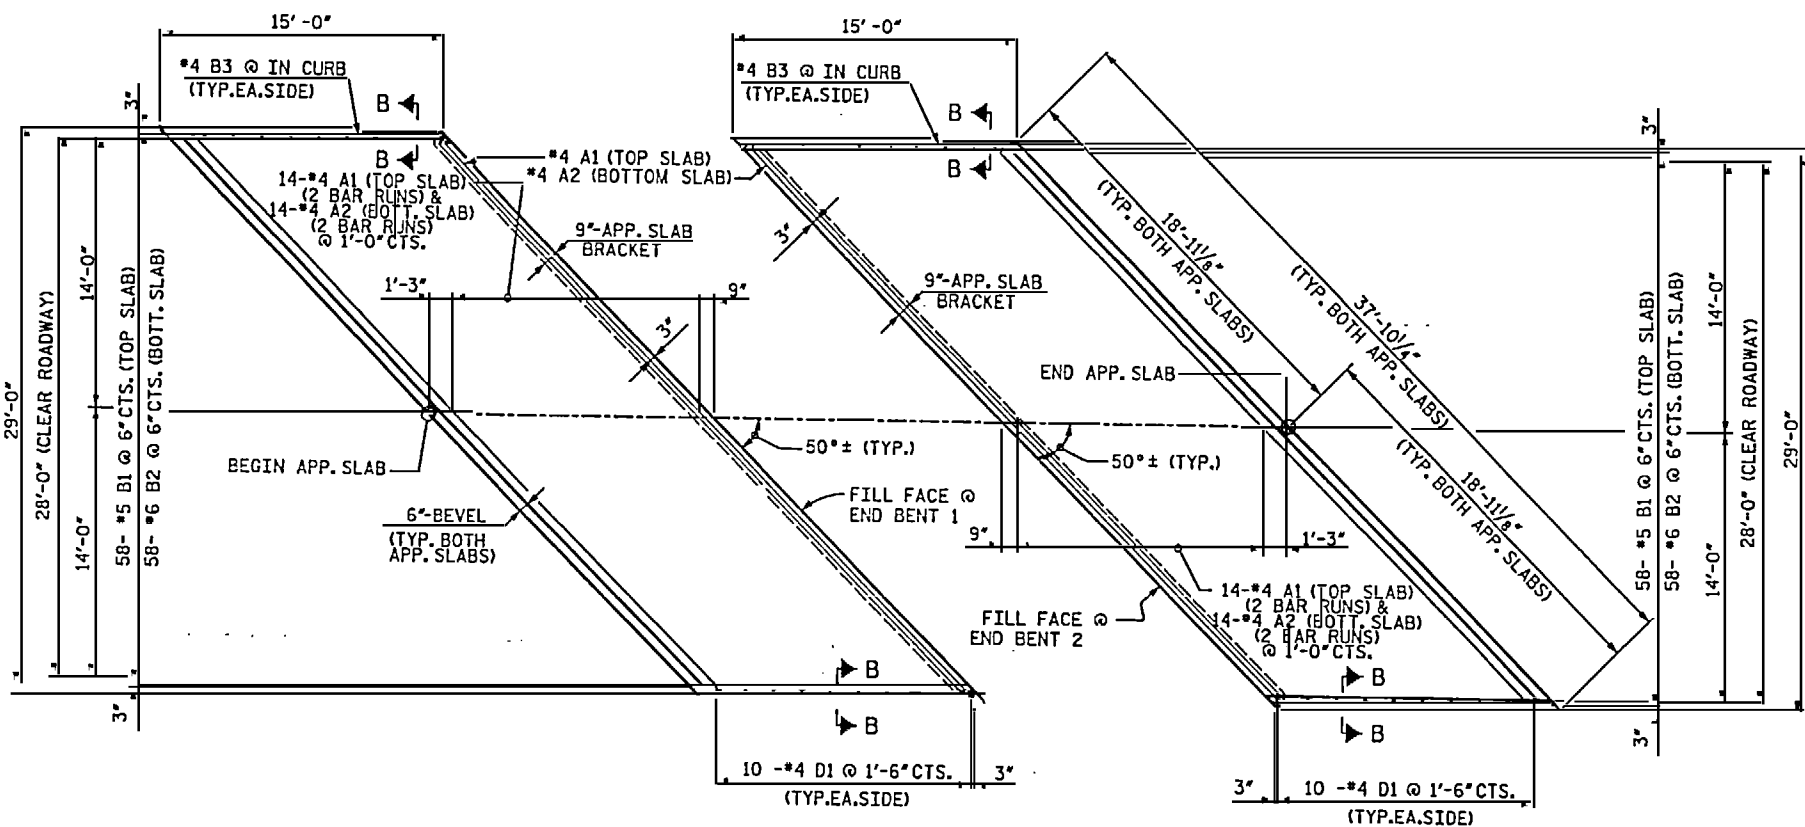 15'-0"
15'-0"
#4 B3 @ IN CURB
(TYP.EA.SIDE)
#4 B3 @ IN CURB
(TYP.EA.SIDE)
B
B
B
B
3"
3"
#4 A1 (TOP SLAB)
#4 A2 (BOTTOM SLAB)
14-#4 A1 (TOP SLAB)
(2 BAR RUNS) &
14-#4 A2 (BOTT. SLAB)
(2 BAR RUNS)
@ 1'-0" CTS.
9"-APP. SLAB
BRACKET
3"
9"-APP. SLAB
BRACKET
3"
18'-11 1/8"
(TYP. BOTH APP. SLABS)
37'-10 1/4"
(TYP. BOTH APP. SLABS)
18'-11 1/8"
(TYP. BOTH APP. SLABS)
1'-3"
9"
29'-0"
28'-0" (CLEAR ROADWAY)
14'-0"
14'-0"
58- #5 B1 @ 6" CTS. (TOP SLAB)
58- #6 B2 @ 6" CTS. (BOTT. SLAB)
END APP. SLAB
BEGIN APP. SLAB
50°± (TYP.)
50°± (TYP.)
6"-BEVEL
(TYP. BOTH
APP. SLABS)
FILL FACE @
END BENT 1
9"
1'-3"
14-#4 A1 (TOP SLAB)
(2 BAR RUNS) &
14-#4 A2 (BOTT. SLAB)
(2 BAR RUNS)
@ 1'-0" CTS.
FILL FACE @
END BENT 2
58- #5 B1 @ 6" CTS. (TOP SLAB)
58- #6 B2 @ 6" CTS. (BOTT. SLAB)
14'-0"
14'-0"
28'-0" (CLEAR ROADWAY)
29'-0"
B
B
B
B
3"
3"
10 -#4 D1 @ 1'-6" CTS.
(TYP.EA.SIDE)
3"
3"
10 -#4 D1 @ 1'-6" CTS.
(TYP.EA.SIDE)